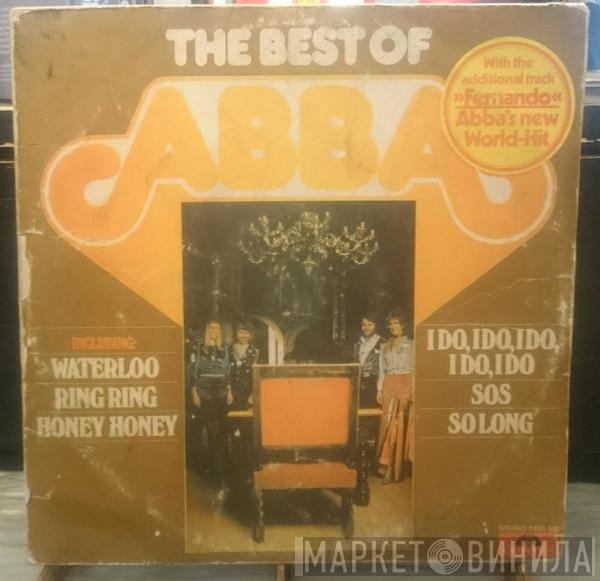 THE BEST OF
ABBA
With the
additional track
»Fernando«
Abba's new
World-Hit
INCLUDING:
WATERLOO
RING RING
HONEY HONEY
I DO, I DO, I DO,
I DO, I DO
SOS
SO LONG
МАРКЕТ ВИНИЛА